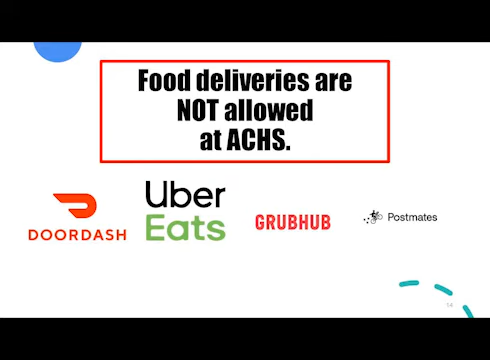 Food deliveries are
NOT allowed
at ACHS.
DOORDASH
Uber
Eats
GRUBHUB
Postmates
14